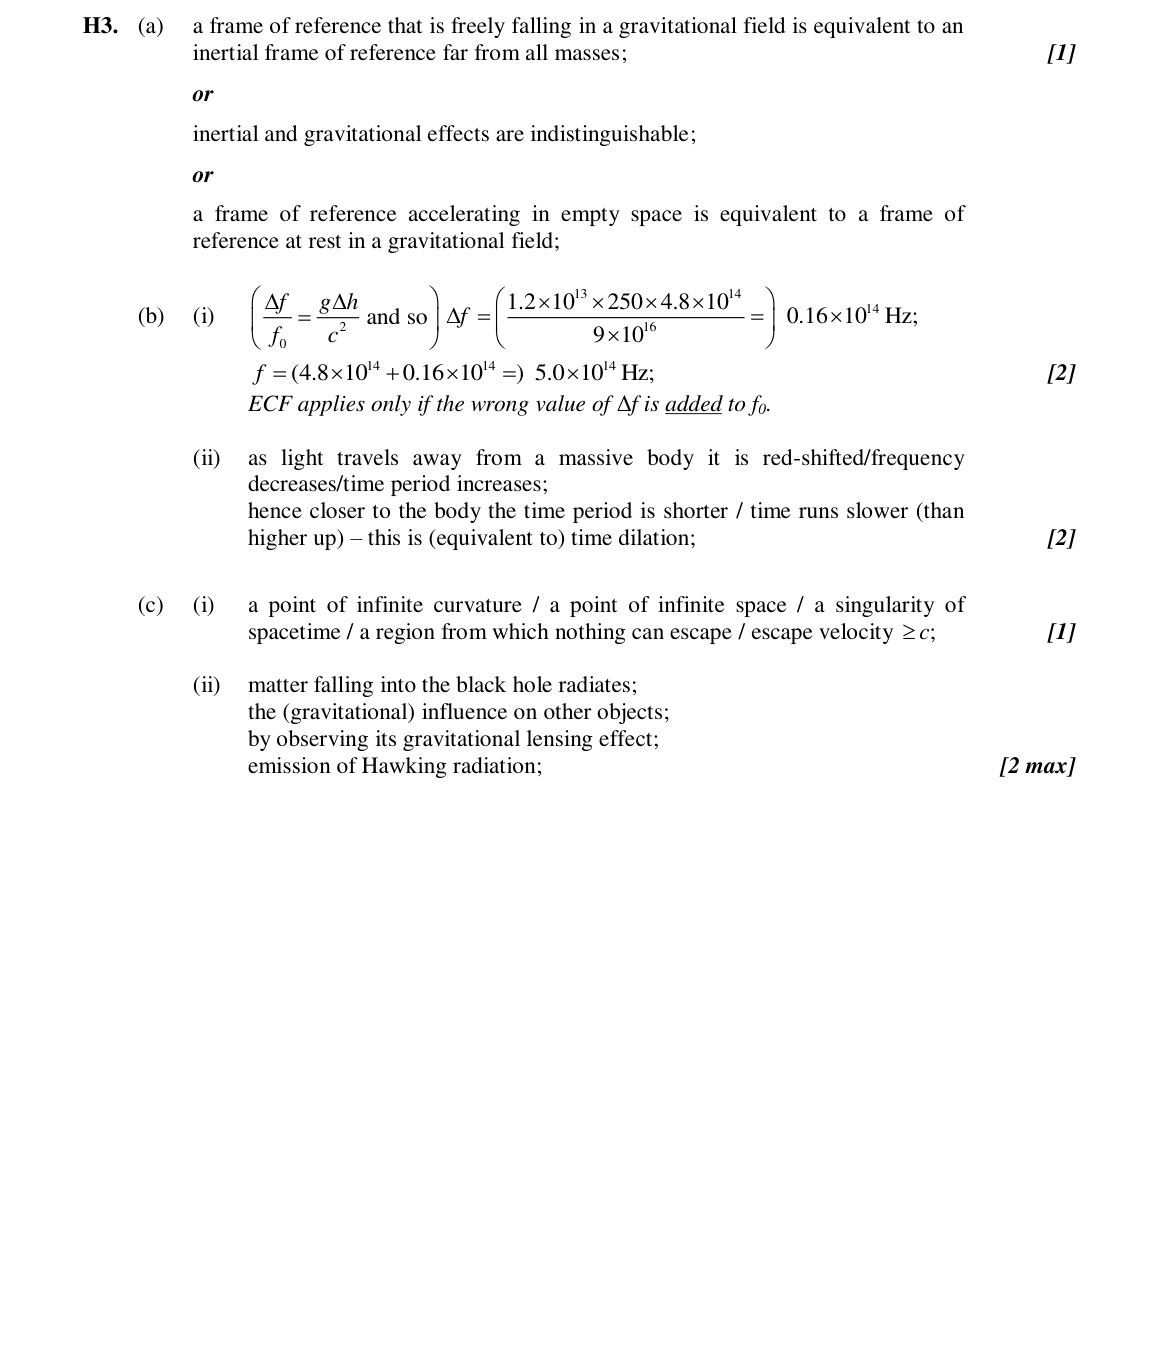 H3. (a) a frame of reference that is freely falling in a gravitational field is equivalent to an
inertial frame of reference far from all masses; [1]
or
inertial and gravitational effects are indistinguishable;
or
a frame of reference accelerating in empty space is equivalent to a frame of
reference at rest in a gravitational field;
(b) (i) (Δf/f₀ = gΔh/c² and so) Δf = (1.2×10¹³×250×4.8×10¹⁴/9×10¹⁶ =) 0.16×10¹⁴ Hz;
f = (4.8×10¹⁴ + 0.16×10¹⁴ =) 5.0×10¹⁴ Hz; [2]
ECF applies only if the wrong value of Δf is added to f₀.
(ii) as light travels away from a massive body it is red-shifted/frequency
decreases/time period increases;
hence closer to the body the time period is shorter / time runs slower (than
higher up) – this is (equivalent to) time dilation; [2]
(c) (i) a point of infinite curvature / a point of infinite space / a singularity of
spacetime / a region from which nothing can escape / escape velocity ≥ c; [1]
(ii) matter falling into the black hole radiates;
the (gravitational) influence on other objects;
by observing its gravitational lensing effect;
emission of Hawking radiation; [2 max]